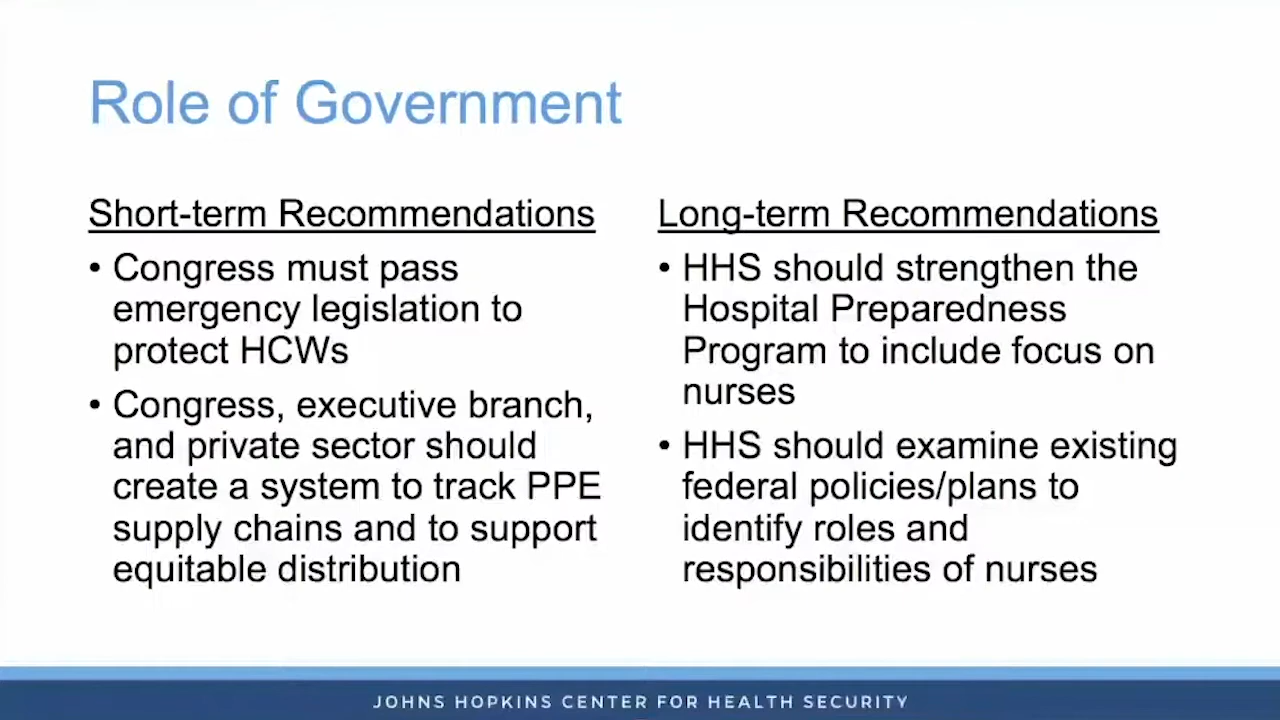 Role of Government
Short-term Recommendations
• Congress must pass
emergency legislation to
protect HCWs
• Congress, executive branch,
and private sector should
create a system to track PPE
supply chains and to support
equitable distribution
Long-term Recommendations
• HHS should strengthen the
Hospital Preparedness
Program to include focus on
nurses
• HHS should examine existing
federal policies/plans to
identify roles and
responsibilities of nurses
JOHNS HOPKINS CENTER FOR HEALTH SECURITY